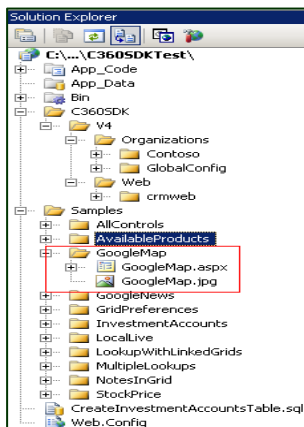 Solution Explorer
C:\...\C360SDKTest\
App_Code
App_Data
Bin
C360SDK
V4
Organizations
Contoso
GlobalConfig
Web
crmweb
Samples
AllControls
AvailableProducts
GoogleMap
GoogleMap.aspx
GoogleMap.jpg
GoogleNews
GridPreferences
InvestmentAccounts
LocalLive
LookupWithLinkedGrids
MultipleLookups
NotesInGrid
StockPrice
CreateInvestmentAccountsTable.sql
Web.Config